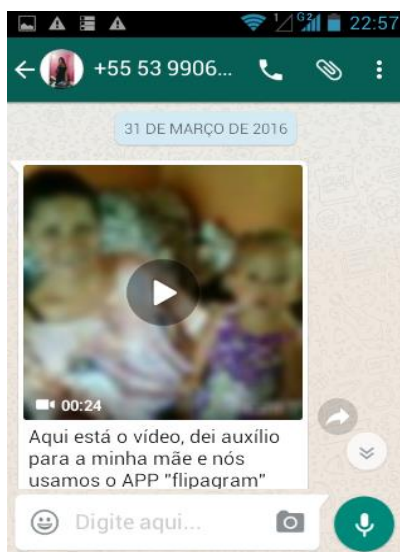 22:57
+55 53 9906...
31 DE MARÇO DE 2016
00:24
Aqui está o vídeo, dei auxílio
para a minha mãe e nós
usamos o APP "flipagram"
Digite aqui...